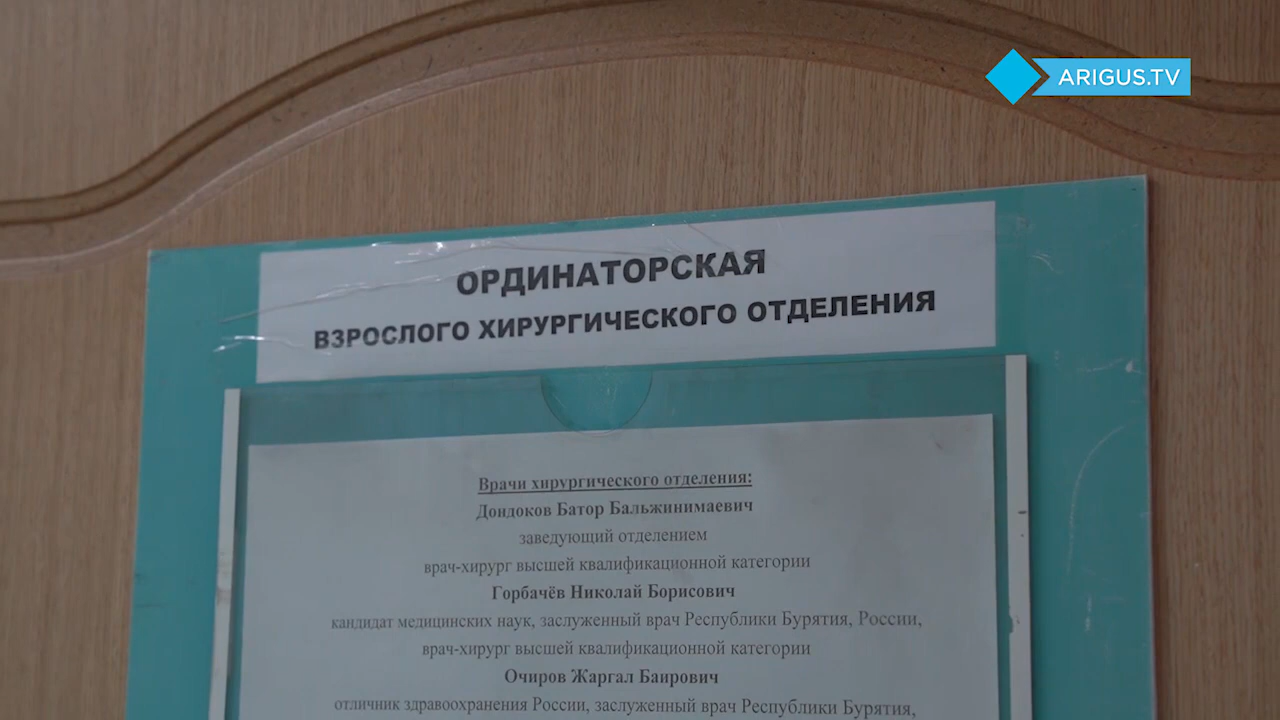 ARIGUS.TV
ОРДИНАТОРСКАЯ
ВЗРОСЛОГО ХИРУРГИЧЕСКОГО ОТДЕЛЕНИЯ
Врачи хирургического отделения:
Дондоков Батор Бальжинимаевич
заведующий отделением
врач-хирург высшей квалификационной категории
Горбачёв Николай Борисович
кандидат медицинских наук, заслуженный врач Республики Бурятия, России,
врач-хирург высшей квалификационной категории
Очиров Жаргал Баирович
отличник здравоохранения России, заслуженный врач Республики Бурятия,